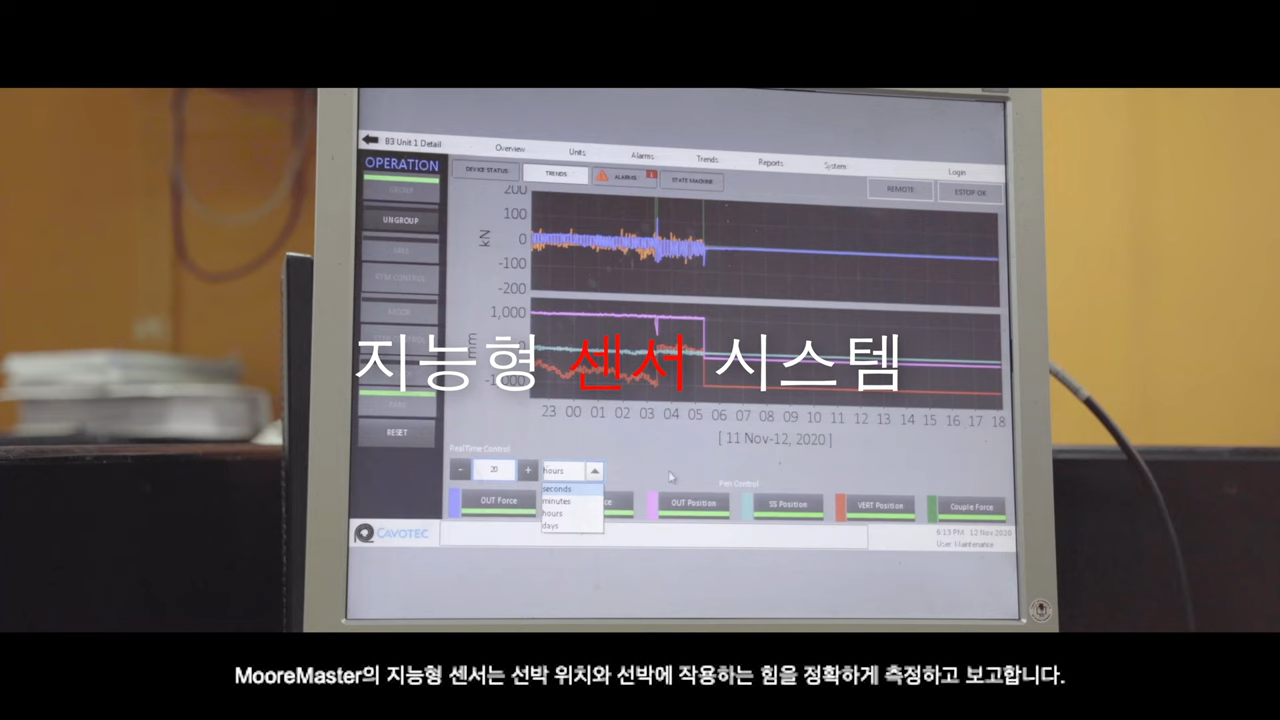 B3 Unit 1 Detail
Overview Units Alarms Trends Reports System Login
OPERATION
DEVICE STATUS TRENDS ALARMS 1 STATE MACHINE
REMOTE ESTOP OK
GROUP
UNGROUP
RESET
kN
200
100
0
-100
-200
mm
1,000
-1,000
지능형 센서 시스템
23 00 01 02 03 04 05 06 07 08 09 10 11 12 13 14 15 16 17 18
[ 11 Nov-12, 2020 ]
RealTime Control
- 20 + hours
seconds
minutes
hours
days
Pen Control
OUT Force OUT Position SS Position VERT Position Couple Force
CAVOTEC
6:13 PM 12 Nov 2020
User: Maintenance
MooreMaster의 지능형 센서는 선박 위치와 선박에 작용하는 힘을 정확하게 측정하고 보고합니다.